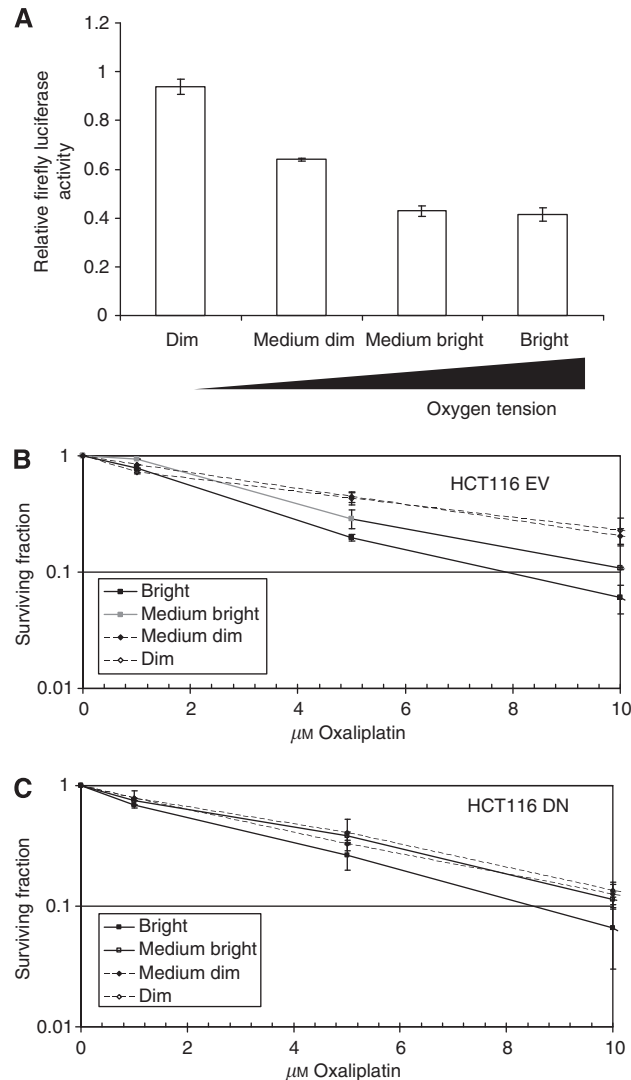 A
1.2
1
0.8
0.6
0.4
0.2
0
Relative firefly luciferase
activity
Dim
Medium dim
Medium bright
Bright
Oxygen tension
B
HCT116 EV
1
0.1
0.01
Surviving fraction
Bright
Medium bright
Medium dim
Dim
0
2
4
6
8
10
μM Oxaliplatin
C
HCT116 DN
1
0.1
0.01
Surviving fraction
Bright
Medium bright
Medium dim
Dim
0
2
4
6
8
10
μM Oxaliplatin